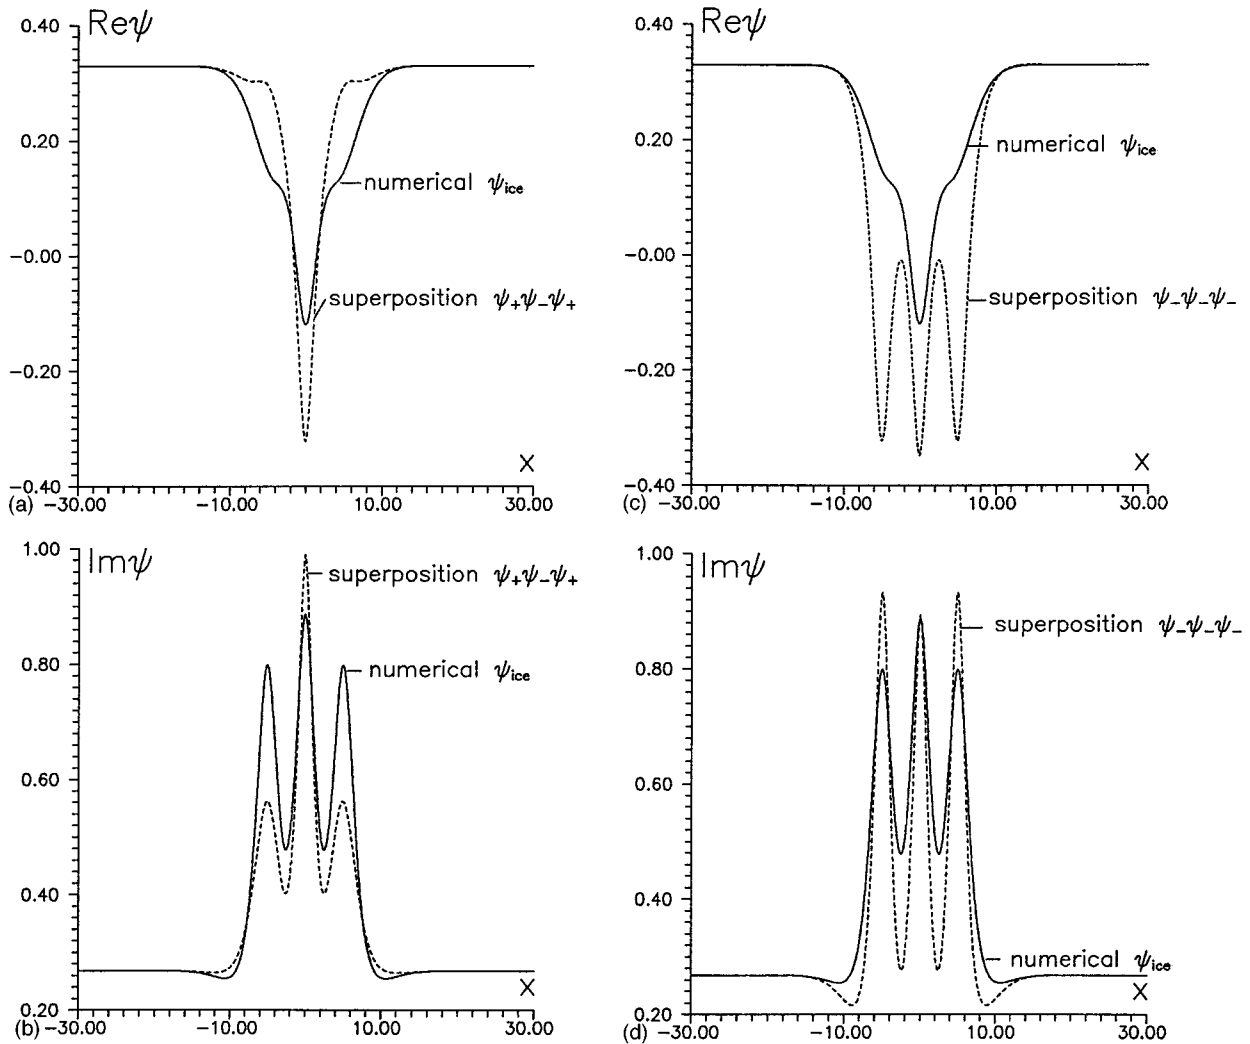 Reψ
0.40
0.20
−0.00
−0.20
−0.40
numerical ψice
superposition ψ₊ψ₋ψ₊
X
(a) −30.00 −10.00 10.00 30.00
Imψ
1.00
0.80
0.60
0.40
0.20
superposition ψ₊ψ₋ψ₊
numerical ψice
X
(b) −30.00 −10.00 10.00 30.00
Reψ
0.40
0.20
−0.00
−0.20
−0.40
numerical ψice
superposition ψ₋ψ₋ψ₋
X
(c) −30.00 −10.00 10.00 30.00
Imψ
1.00
0.80
0.60
0.40
0.20
superposition ψ₋ψ₋ψ₋
numerical ψice
X
(d) −30.00 −10.00 10.00 30.00